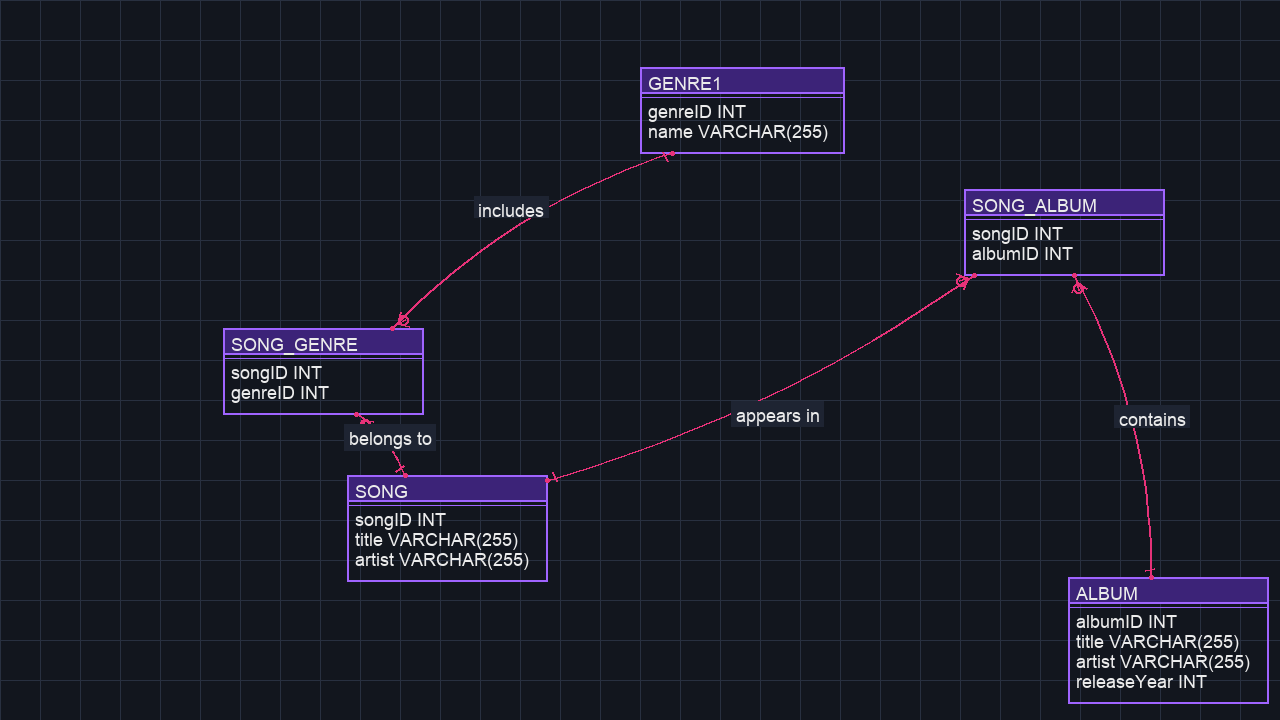 GENRE1
genreID INT
name VARCHAR(255)
SONG_ALBUM
songID INT
albumID INT
includes
SONG_GENRE
songID INT
genreID INT
belongs to
appears in
contains
SONG
songID INT
title VARCHAR(255)
artist VARCHAR(255)
ALBUM
albumID INT
title VARCHAR(255)
artist VARCHAR(255)
releaseYear INT